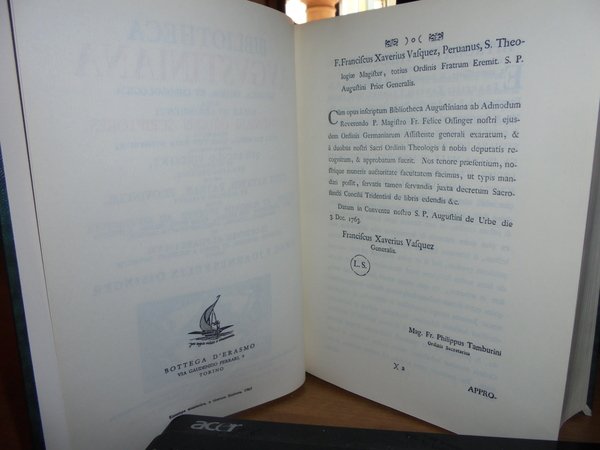 BOTTEGA D'ERASMO
VIA GAUDENZIO FERRARI, 9
TORINO
) o (
F. Franciſcus Xaverius Vaſquez, Peruanus, S. Theo-
logiæ Magiſter, totius Ordinis Fratrum Eremit. S. P.
Auguſtini Prior Generalis.
Cùm opus inſcriptum Bibliotheca Auguſtiniana ab Admodum
Reverendo P. Magiſtro Fr. Felice Oſſinger noſtri ejus-
dem Ordinis Germaniarum Aſſiſtente generali exaratum, &
à duobus noſtri Sacri Ordinis Theologis à nobis deputatis re-
cognitum, & approbatum fuerit. Nos tenore præſentium, no-
ſtrique muneris auctoritate facultatem facimus, ut typis man-
dari poſſit, ſervatis tamen ſervandis juxta decretum Sacro-
ſancti Concilii Tridentini de libris edendis &c.
Datum in Conventu noſtro S. P. Auguſtini de Urbe die
3. Dec. 1763.
Franciſcus Xaverius Vaſquez
Generalis.
L. S.
Mag. Fr. Philippus Tamburini
Ordinis Secretarius
X 2
APPRO-
acer